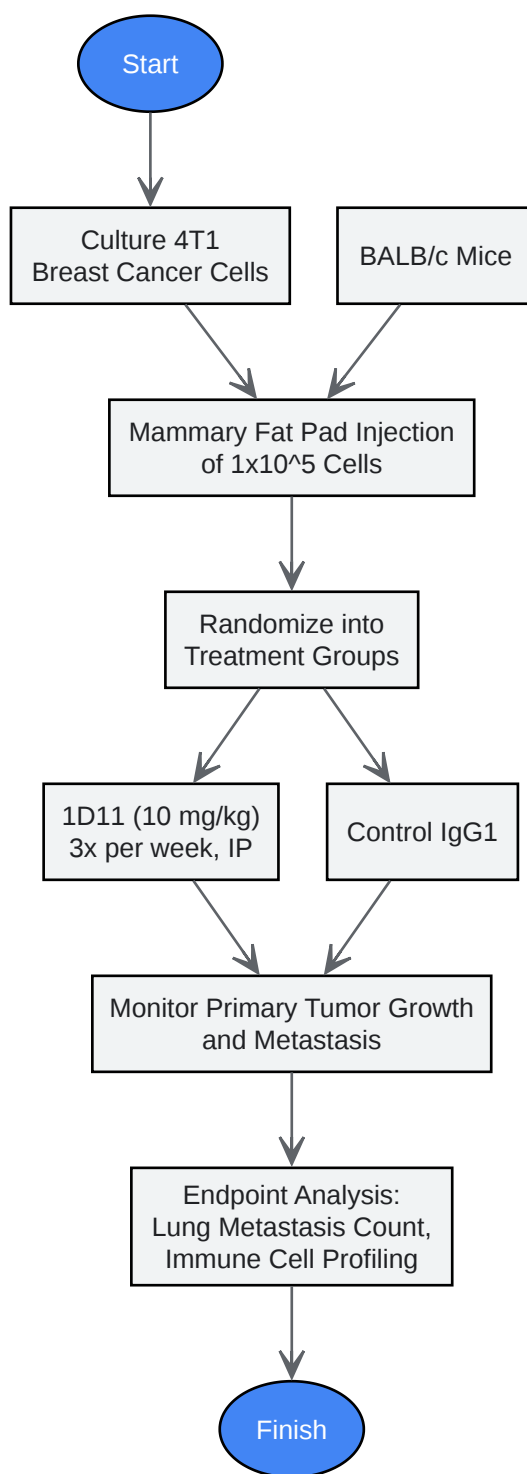 Start
Culture 4T1
Breast Cancer Cells
BALB/c Mice
Mammary Fat Pad Injection
of 1x10^5 Cells
Randomize into
Treatment Groups
1D11 (10 mg/kg)
3x per week, IP
Control IgG1
Monitor Primary Tumor Growth
and Metastasis
Endpoint Analysis:
Lung Metastasis Count,
Immune Cell Profiling
Finish